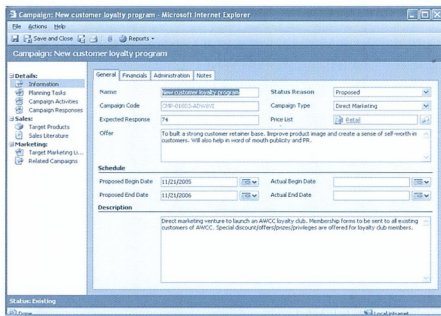 Campaign: New customer loyalty program - Microsoft Internet Explorer
File Actions Help
Save and Close Reports
Campaign: New customer loyalty program
Details:
Information
Planning Tasks
Campaign Activities
Campaign Responses
Sales:
Target Products
Sales Literature
Marketing:
Target Marketing Li...
Related Campaigns
General Financials Administration Notes
Name New customer loyalty program Status Reason Proposed
Campaign Code Campaign Type Direct Marketing
Expected Response 74 Price List Retail
Offer To built a strong customer retainer base. Improve product image and create a sense of self-worth in
customers. Will also help in word of mouth publicity and PR.
Schedule
Proposed Begin Date 11/21/2005 Actual Begin Date
Proposed End Date 11/21/2006 Actual End Date
Description
Direct marketing venture to launch an AWCC loyalty club. Membership forms to be sent to all existing
customers of AWCC. Special discount/offers/prizes/privileges are offered for loyalty club members.
Status: Existing
Done Local intranet